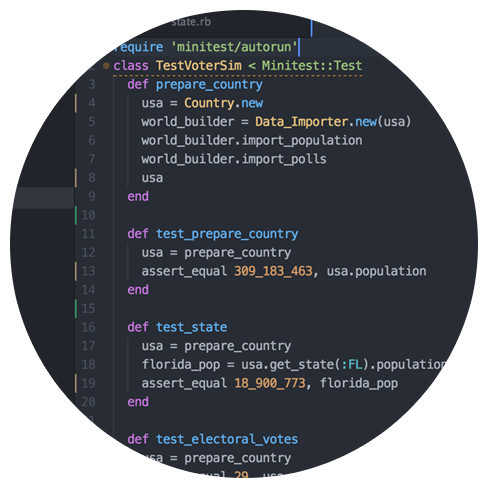 state.rb
require 'minitest/autorun'
class TestVoterSim < Minitest::Test
3 def prepare_country
4 usa = Country.new
5 world_builder = Data_Importer.new(usa)
6 world_builder.import_population
7 world_builder.import_polls
8 usa
9 end
10
11 def test_prepare_country
12 usa = prepare_country
13 assert_equal 309_183_463, usa.population
14 end
15
16 def test_state
17 usa = prepare_country
18 florida_pop = usa.get_state(:FL).population
19 assert_equal 18_900_773, florida_pop
20 end
def test_electoral_votes
usa = prepare_country
29